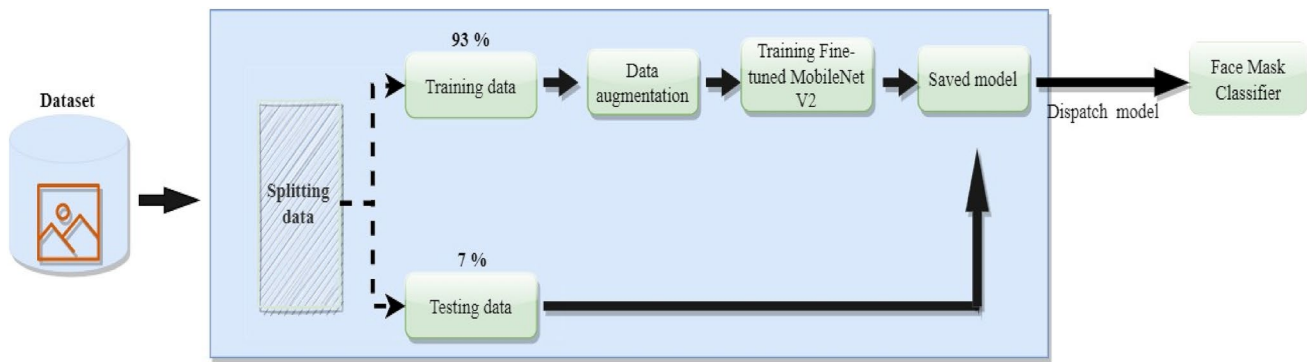 Dataset
Splitting
data
93 %
Training data
Data
augmentation
Training Fine-
tuned MobileNet
V2
Saved model
Dispatch model
Face Mask
Classifier
7 %
Testing data